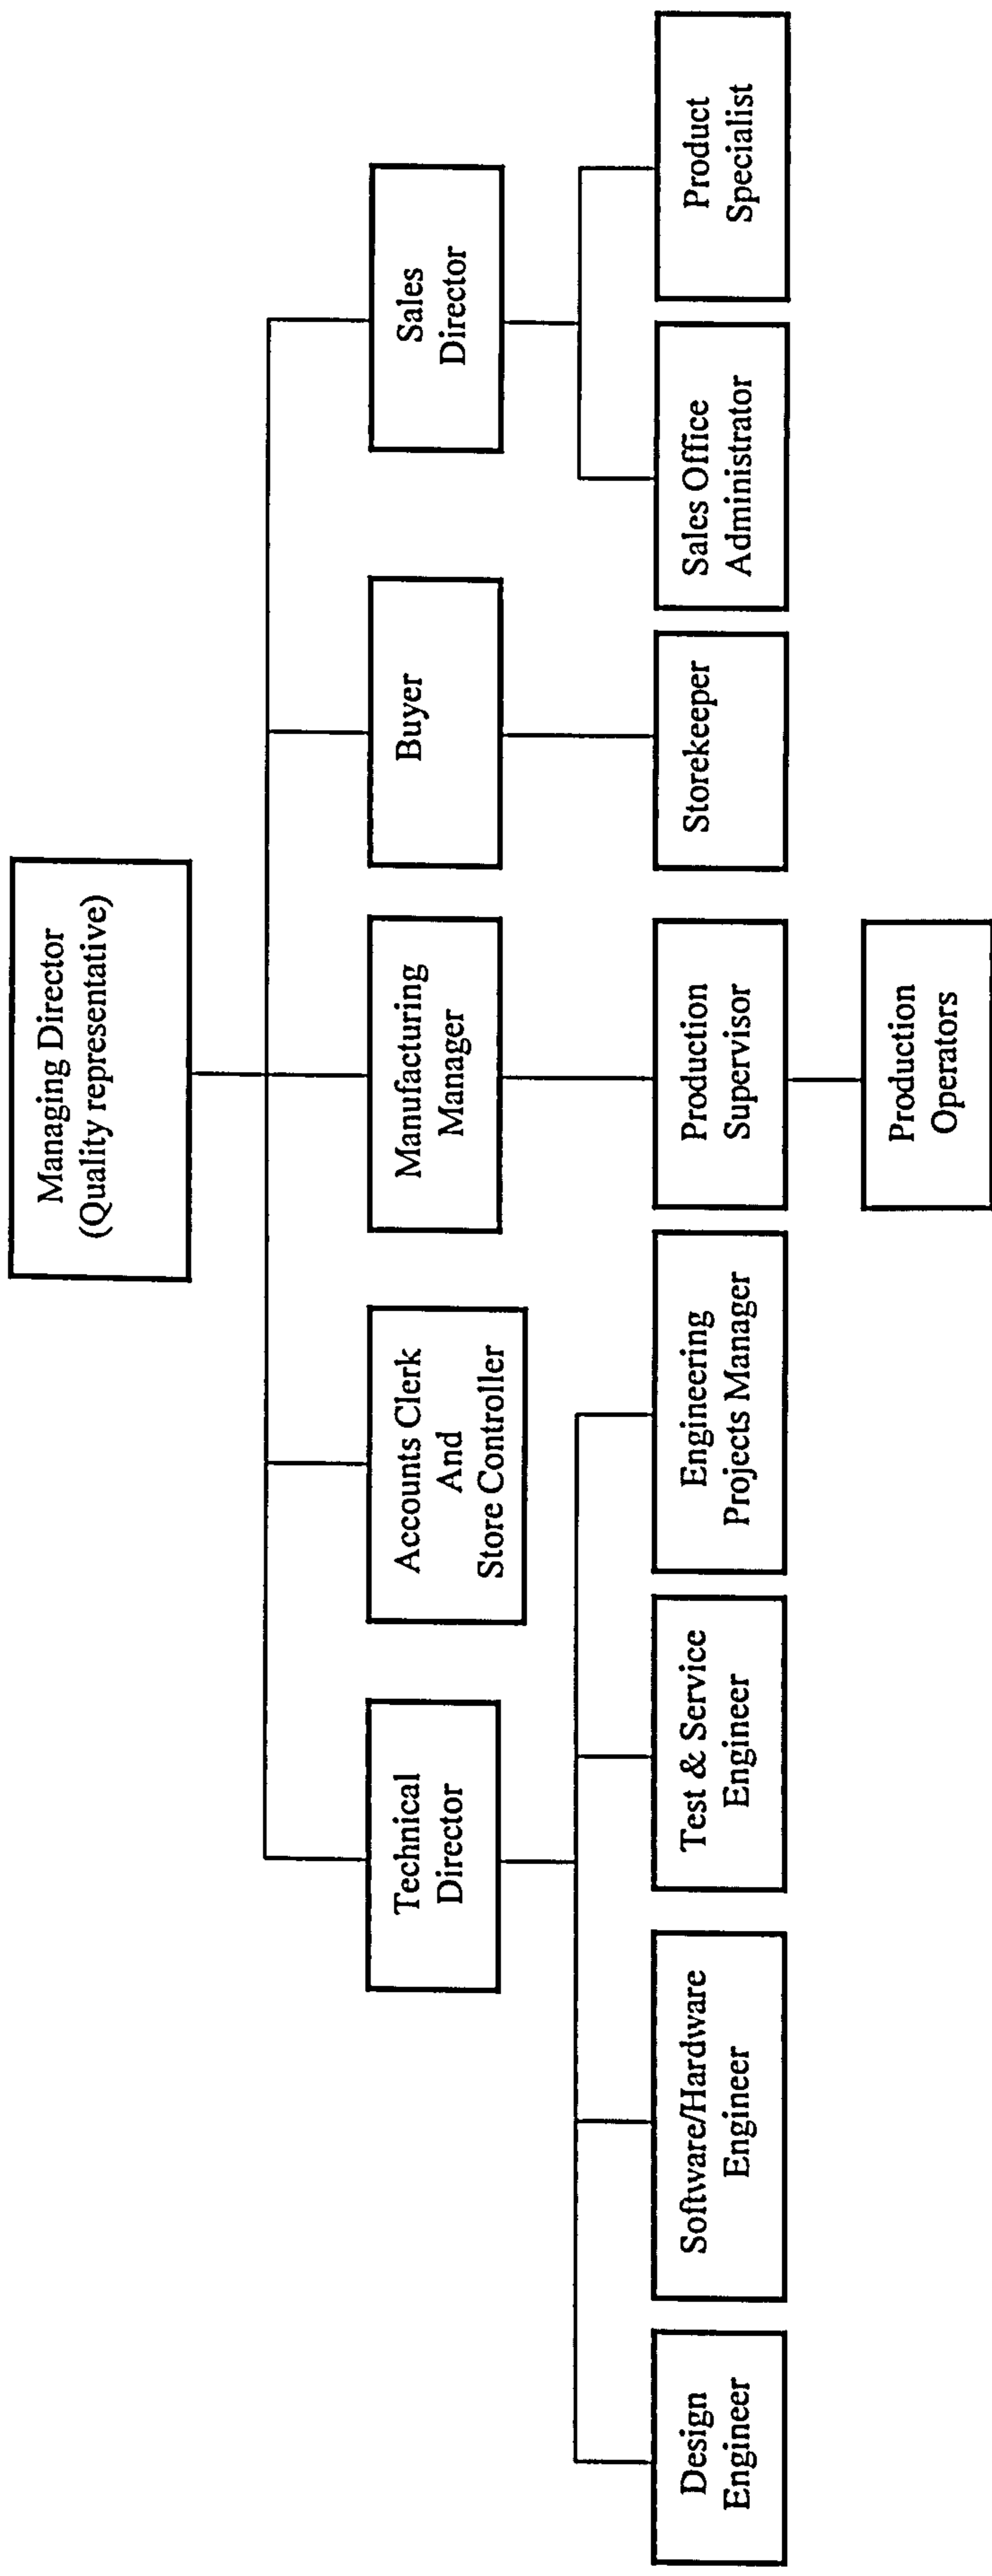 Managing Director
(Quality representative)
Technical
Director
Accounts Clerk
And
Store Controller
Manufacturing
Manager
Buyer
Sales
Director
Design
Engineer
Software/Hardware
Engineer
Test & Service
Engineer
Engineering
Projects Manager
Production
Supervisor
Storekeeper
Sales Office
Administrator
Product
Specialist
Production
Operators